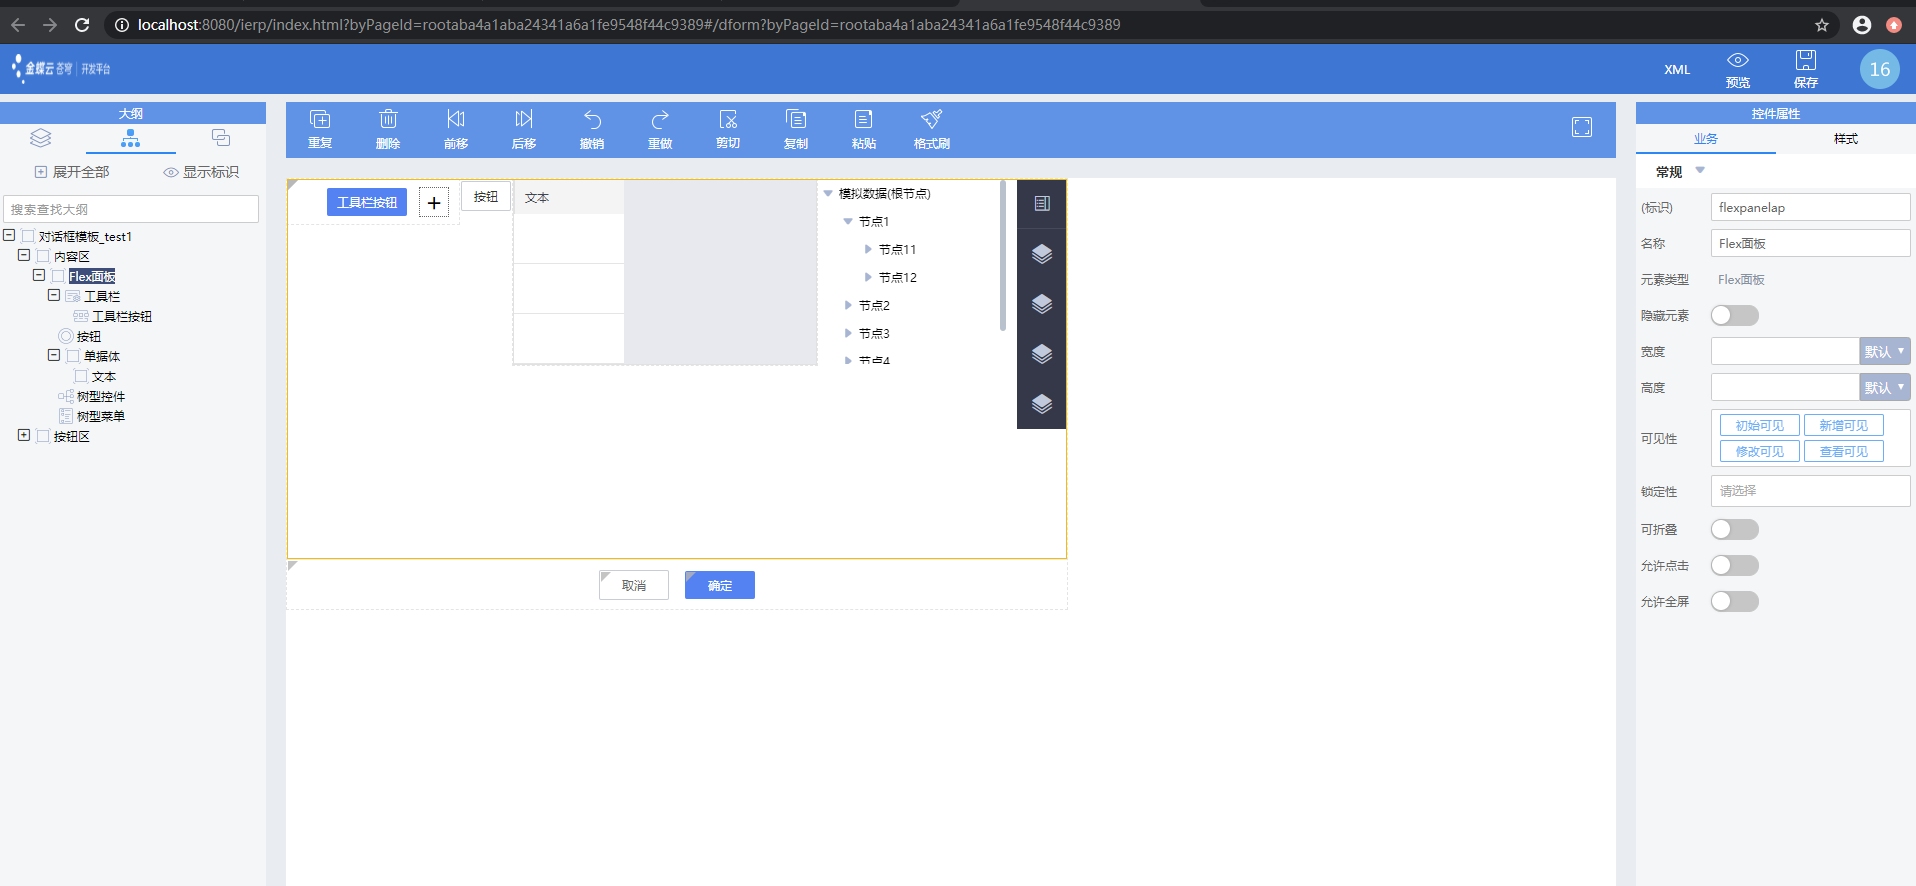 localhost:8080/ierp/index.html?byPageId=rootaba4a1aba24341a6a1fe9548f44c9389#/dform?byPageId=rootaba4a1aba24341a6a1fe9548f44c9389
金蝶云 苍穹 | 开发平台
XML
预览
保存
16
大纲
展开全部
显示标识
搜索查找大纲
对话框模板_test1
内容区
Flex面板
工具栏
工具栏按钮
按钮
单据体
文本
树型控件
树型菜单
按钮区
重复
删除
前移
后移
撤销
重做
剪切
复制
粘贴
格式刷
工具栏按钮
按钮
文本
模拟数据(根节点)
节点1
节点11
节点12
节点2
节点3
节点4
取消
确定
控件属性
业务
样式
常规
(标识)
flexpanelap
名称
Flex面板
元素类型
Flex面板
隐藏元素
宽度
默认
高度
默认
可见性
初始可见
新增可见
修改可见
查看可见
锁定性
请选择
可折叠
允许点击
允许全屏